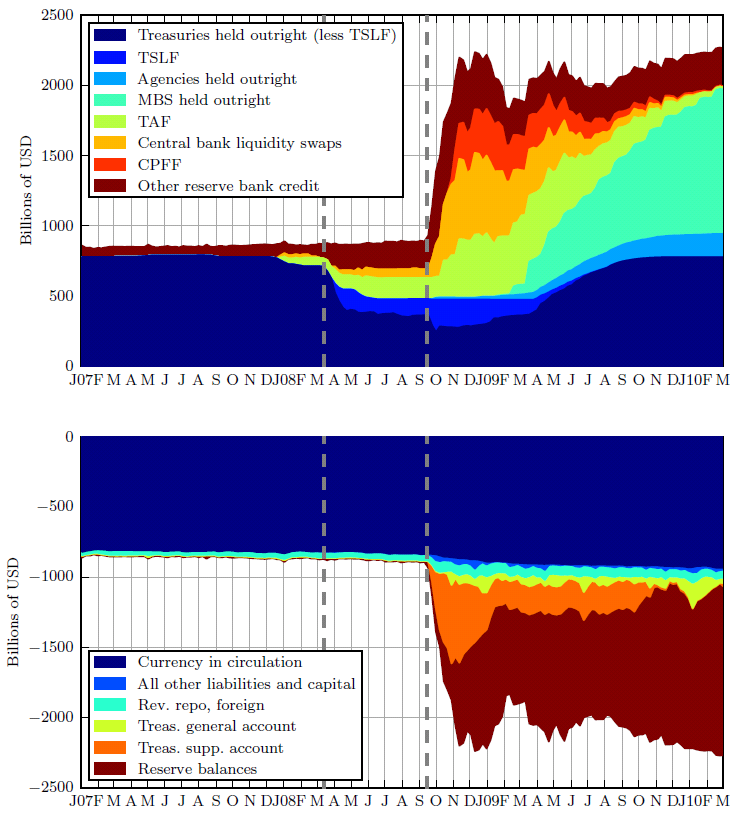 2500
2000
1500
1000
500
0
Billions of USD
Treasuries held outright (less TSLF)
TSLF
Agencies held outright
MBS held outright
TAF
Central bank liquidity swaps
CPFF
Other reserve bank credit
J07F M A M J J A S O N DJ08F M A M J J A S O N DJ09F M A M J J A S O N DJ10F M
0
−500
−1000
−1500
−2000
−2500
Billions of USD
Currency in circulation
All other liabilities and capital
Rev. repo, foreign
Treas. general account
Treas. supp. account
Reserve balances
J07F M A M J J A S O N DJ08F M A M J J A S O N DJ09F M A M J J A S O N DJ10F M